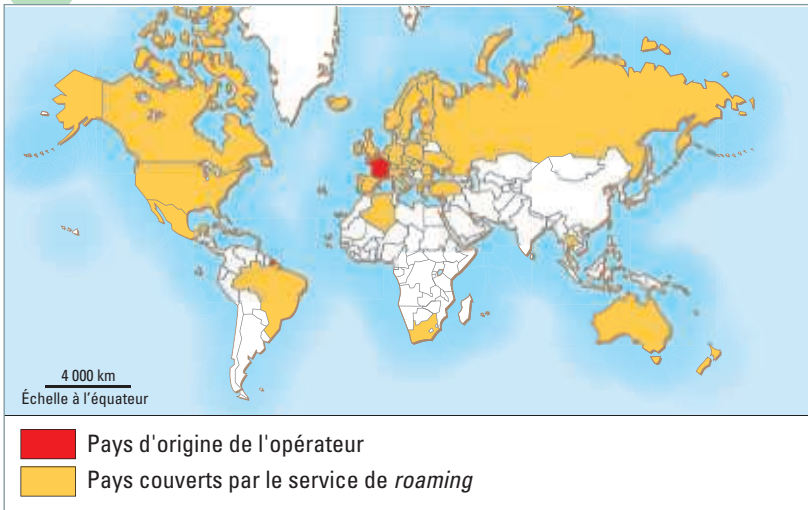 4 000 km
Échelle à l'équateur
Pays d'origine de l'opérateur
Pays couverts par le service de roaming